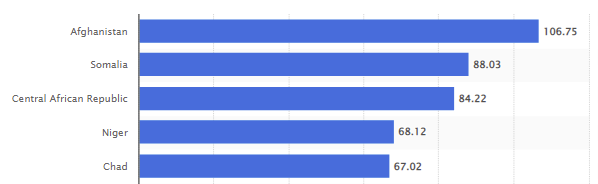 Afghanistan 106.75
Somalia 88.03
Central African Republic 84.22
Niger 68.12
Chad 67.02